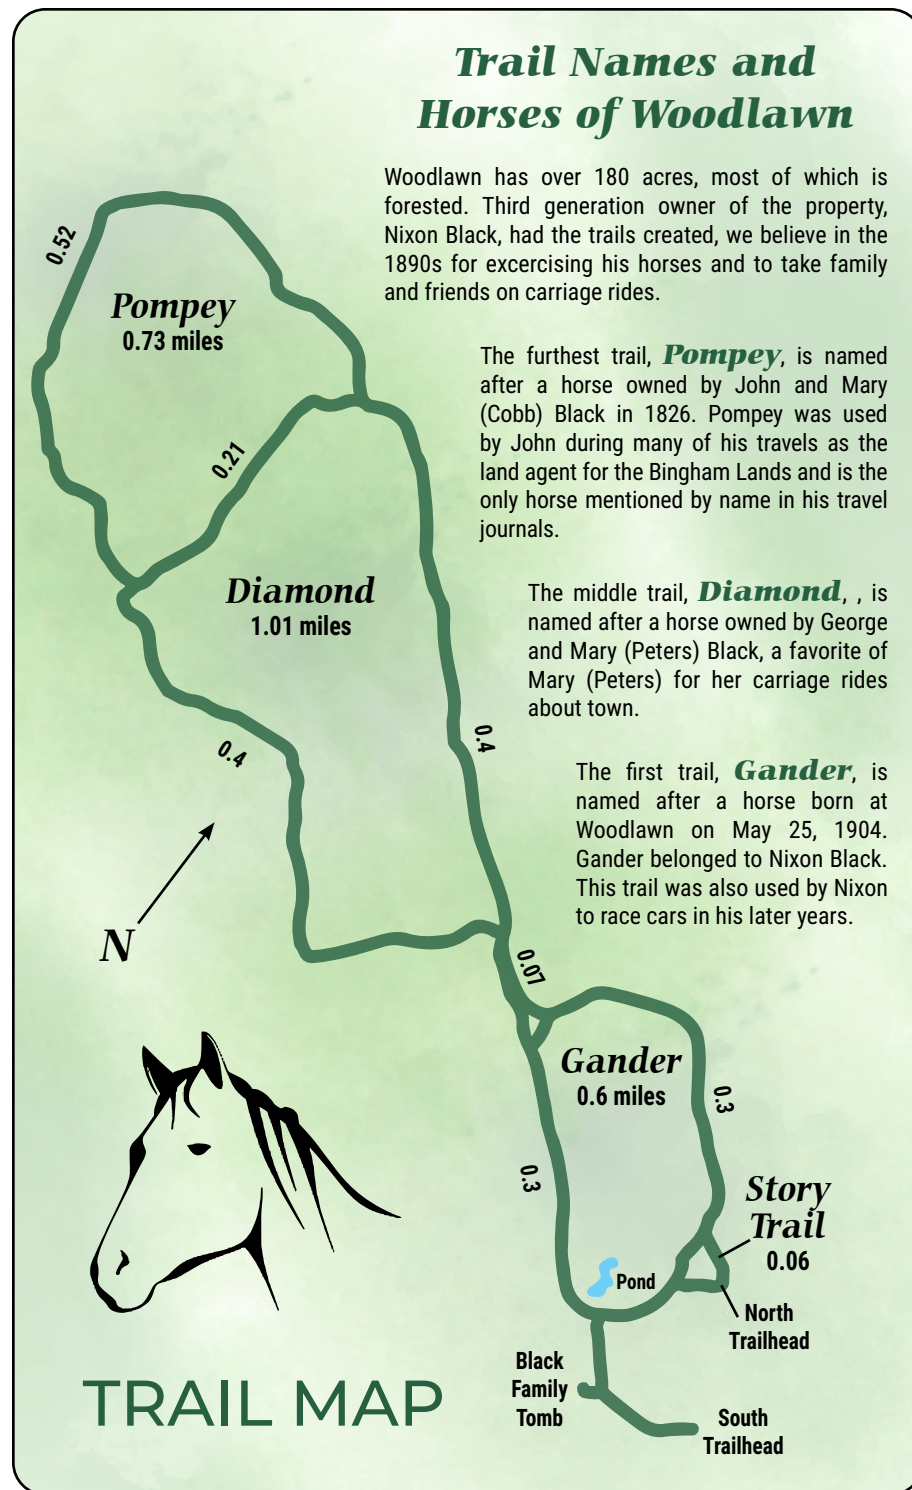 Trail Names and
Horses of Woodlawn
Woodlawn has over 180 acres, most of which is
forested. Third generation owner of the property,
Nixon Black, had the trails created, we believe in the
1890s for excercising his horses and to take family
and friends on carriage rides.
0.52
Pompey
0.73 miles
The furthest trail, Pompey, is named
after a horse owned by John and Mary
(Cobb) Black in 1826. Pompey was used
by John during many of his travels as the
land agent for the Bingham Lands and is the
only horse mentioned by name in his travel
journals.
0.21
Diamond
1.01 miles
The middle trail, Diamond, , is
named after a horse owned by George
and Mary (Peters) Black, a favorite of
Mary (Peters) for her carriage rides
about town.
0.4
0.4
The first trail, Gander, is
named after a horse born at
Woodlawn on May 25, 1904.
Gander belonged to Nixon Black.
This trail was also used by Nixon
to race cars in his later years.
N
0.07
Gander
0.6 miles
0.3
0.3
Story
Trail
0.06
Pond
North
Trailhead
Black
Family
Tomb
South
Trailhead
TRAIL MAP